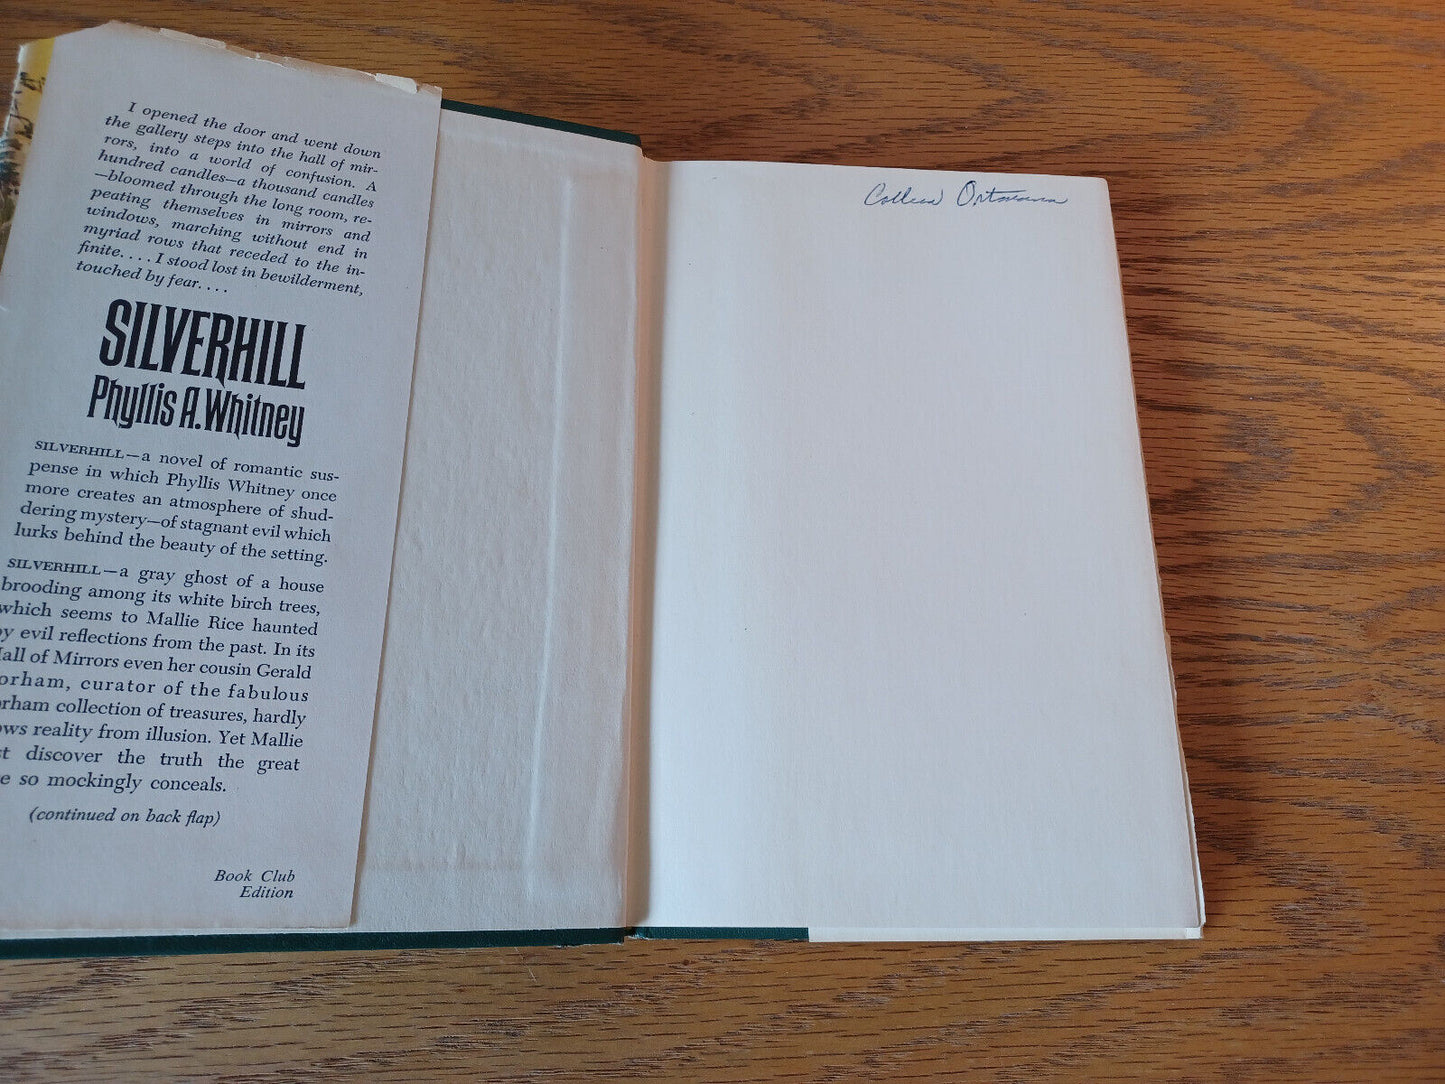 I opened the door and went down
the gallery steps into the hall of mir-
rors, into a world of confusion. A
hundred candles—a thousand candles
—bloomed through the long room, re-
peating themselves in mirrors and
windows, marching without end in
myriad rows that receded to the in-
finite. . . . I stood lost in bewilderment,
touched by fear. . . .
SILVERHILL
Phyllis A. Whitney
SILVERHILL—a novel of romantic sus-
pense in which Phyllis Whitney once
more creates an atmosphere of shud-
dering mystery—of stagnant evil which
lurks behind the beauty of the setting.
SILVERHILL—a gray ghost of a house
brooding among its white birch trees,
which seems to Mallie Rice haunted
by evil reflections from the past. In its
Hall of Mirrors even her cousin Gerald
orham, curator of the fabulous
rham collection of treasures, hardly
ows reality from illusion. Yet Mallie
st discover the truth the great
e so mockingly conceals.
(continued on back flap)
Book Club
Edition
Colleen Ortmann